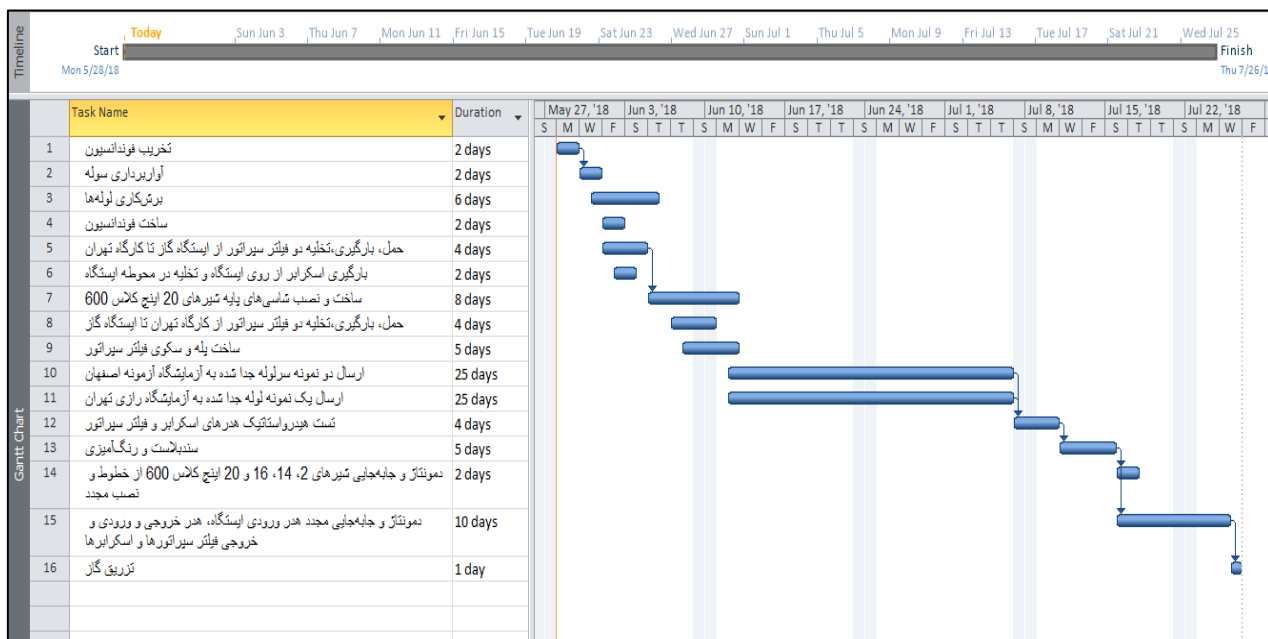 Timeline
Today
Sun Jun 3 Thu Jun 7 Mon Jun 11 Fri Jun 15 Tue Jun 19 Sat Jun 23 Wed Jun 27 Sun Jul 1 Thu Jul 5 Mon Jul 9 Fri Jul 13 Tue Jul 17 Sat Jul 21 Wed Jul 25
Start
Finish
Mon 5/28/18
Thu 7/26/1
Gantt Chart
Task Name Duration
May 27, '18 Jun 3, '18 Jun 10, '18 Jun 17, '18 Jun 24, '18 Jul 1, '18 Jul 8, '18 Jul 15, '18 Jul 22, '18
S M W F S T T S M W F S T T S M W F S T T S M W F S T T S M W F
1 تخریب فونداسیون 2 days
2 آواربرداری سوله 2 days
3 برش‌کاری لوله‌ها 6 days
4 ساخت فونداسیون 2 days
5 حمل، بارگیری،تخلیه دو فیلتر سپراتور از ایستگاه گاز تا کارگاه تهران 4 days
6 بارگیری اسکرابر از روی ایستگاه و تخلیه در محوطه ایستگاه 2 days
7 ساخت و نصب شاسی‌های پایه شیرهای 20 اینچ کلاس 600 8 days
8 حمل، بارگیری،تخلیه دو فیلتر سپراتور از کارگاه تهران تا ایستگاه گاز 4 days
9 ساخت پله و سکوی فیلتر سپراتور 5 days
10 ارسال دو نمونه سرلوله جدا شده به آزمایشگاه آزمونه اصفهان 25 days
11 ارسال یک نمونه لوله جدا شده به آزمایشگاه رازی تهران 25 days
12 تست هیدرواستاتیک هدرهای اسکرابر و فیلتر سپراتور 4 days
13 سندبلاست و رنگ‌آمیزی 5 days
14 دمونتاژ و جابه‌جایی شیرهای 2، 14، 16 و 20 اینچ کلاس 600 از خطوط و 2 days
نصب مجدد
15 دمونتاژ و جابه‌جایی مجدد هدر ورودی ایستگاه، هدر خروجی و ورودی و 10 days
خروجی فیلتر سپراتورها و اسکرابرها
16 تزریق گاز 1 day